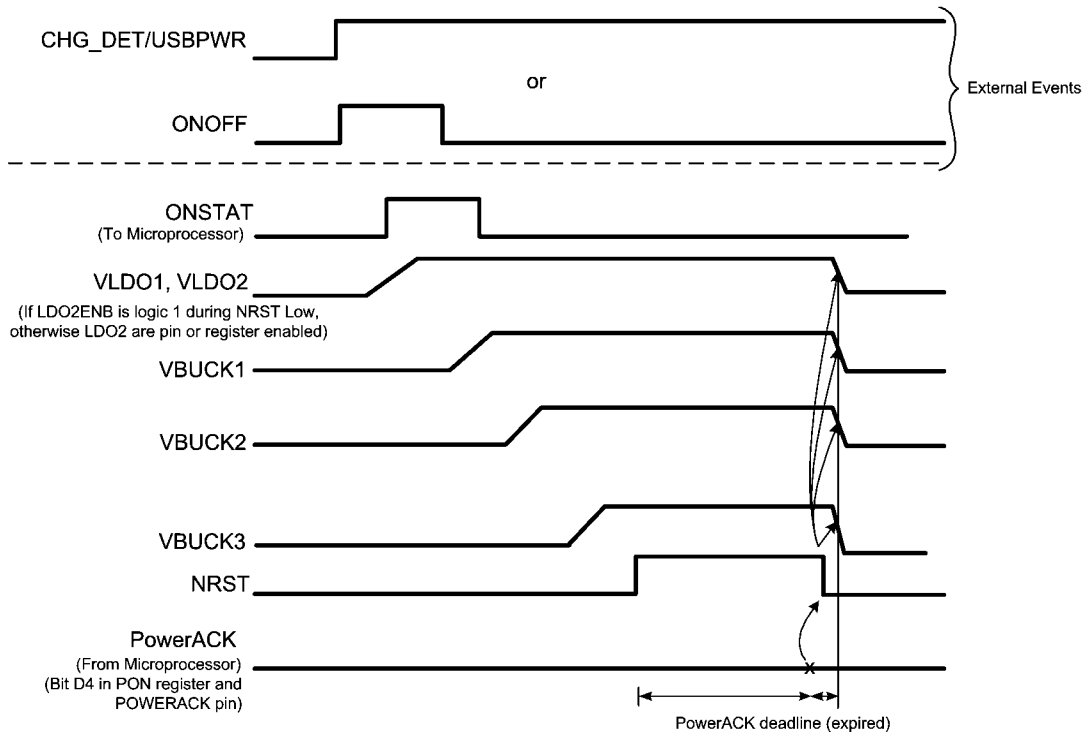 CHG_DET/USBPWR
or
External Events
ONOFF
ONSTAT
(To Microprocessor)
VLDO1, VLDO2
(If LDO2ENB is logic 1 during NRST Low,
otherwise LDO2 are pin or register enabled)
VBUCK1
VBUCK2
VBUCK3
NRST
PowerACK
(From Microprocessor)
x
(Bit D4 in PON register and
POWERACK pin)
PowerACK deadline (expired)